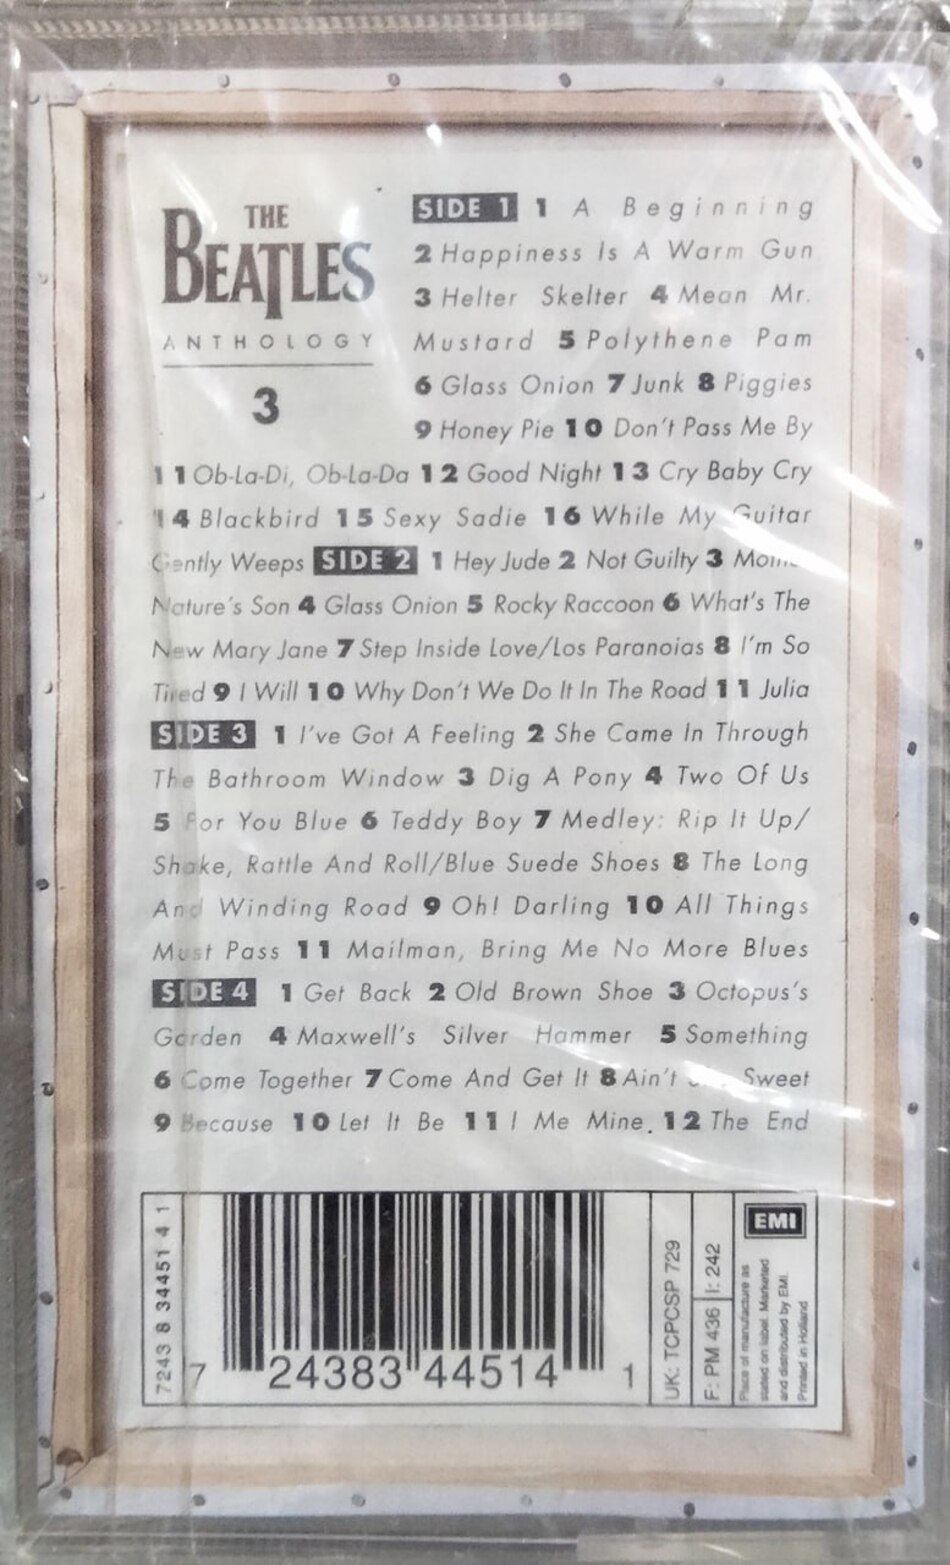 THE
BEATLES
ANTHOLOGY
3
SIDE 1 1 A Beginning
2 Happiness Is A Warm Gun
3 Helter Skelter 4 Mean Mr.
Mustard 5 Polythene Pam
6 Glass Onion 7 Junk 8 Piggies
9 Honey Pie 10 Don't Pass Me By
11 Ob-La-Di, Ob-La-Da 12 Good Night 13 Cry Baby Cry
14 Blackbird 15 Sexy Sadie 16 While My Guitar
Gently Weeps SIDE 2 1 Hey Jude 2 Not Guilty 3
Nature's Son 4 Glass Onion 5 Rocky Raccoon 6 What's The
New Mary Jane 7 Step Inside Love/Los Paranoias 8 I'm So
Tired 9 I Will 10 Why Don't We Do It In The Road 11 Julia
SIDE 3 1 I've Got A Feeling 2 She Came In Through
The Bathroom Window 3 Dig A Pony 4 Two Of Us
5 For You Blue 6 Teddy Boy 7 Medley: Rip It Up/
Shake, Rattle And Roll/Blue Suede Shoes 8 The Long
And Winding Road 9 Oh! Darling 10 All Things
Must Pass 11 Mailman, Bring Me No More Blues
SIDE 4 1 Get Back 2 Old Brown Shoe 3 Octopus's
Garden 4 Maxwell's Silver Hammer 5 Something
6 Come Together 7 Come And Get It 8 Ain't Sweet
9 Because 10 Let It Be 11 I Me Mine. 12 The End
7243 8 34451 4 1
7 24383 44514 1
UK: TCPCSP 729
F: PM 436 I: 242
EMI
Place of manufacture as
stated on label. Marketed
and distributed by EMI.
Printed in Holland